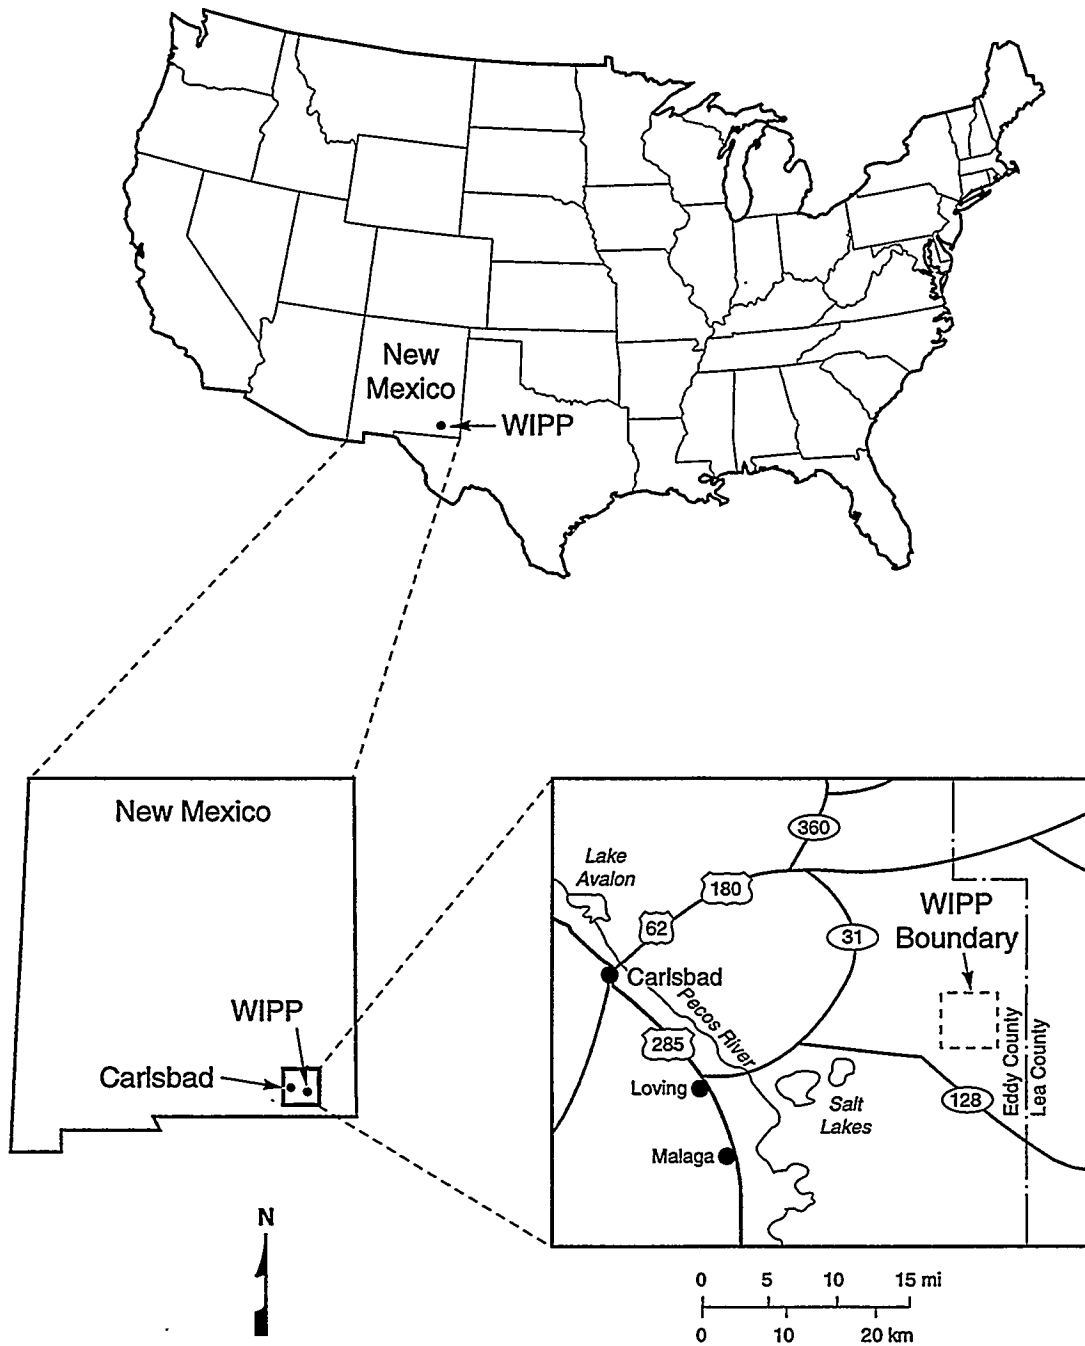 New
Mexico
WIPP
New Mexico
WIPP
Carlsbad
N
360
Lake
Avalon
180
62
31
WIPP
Boundary
Carlsbad
Pecos River
285
Loving
Salt
Lakes
128
Eddy County
Lea County
Malaga
0 5 10 15 mi
0 10 20 km